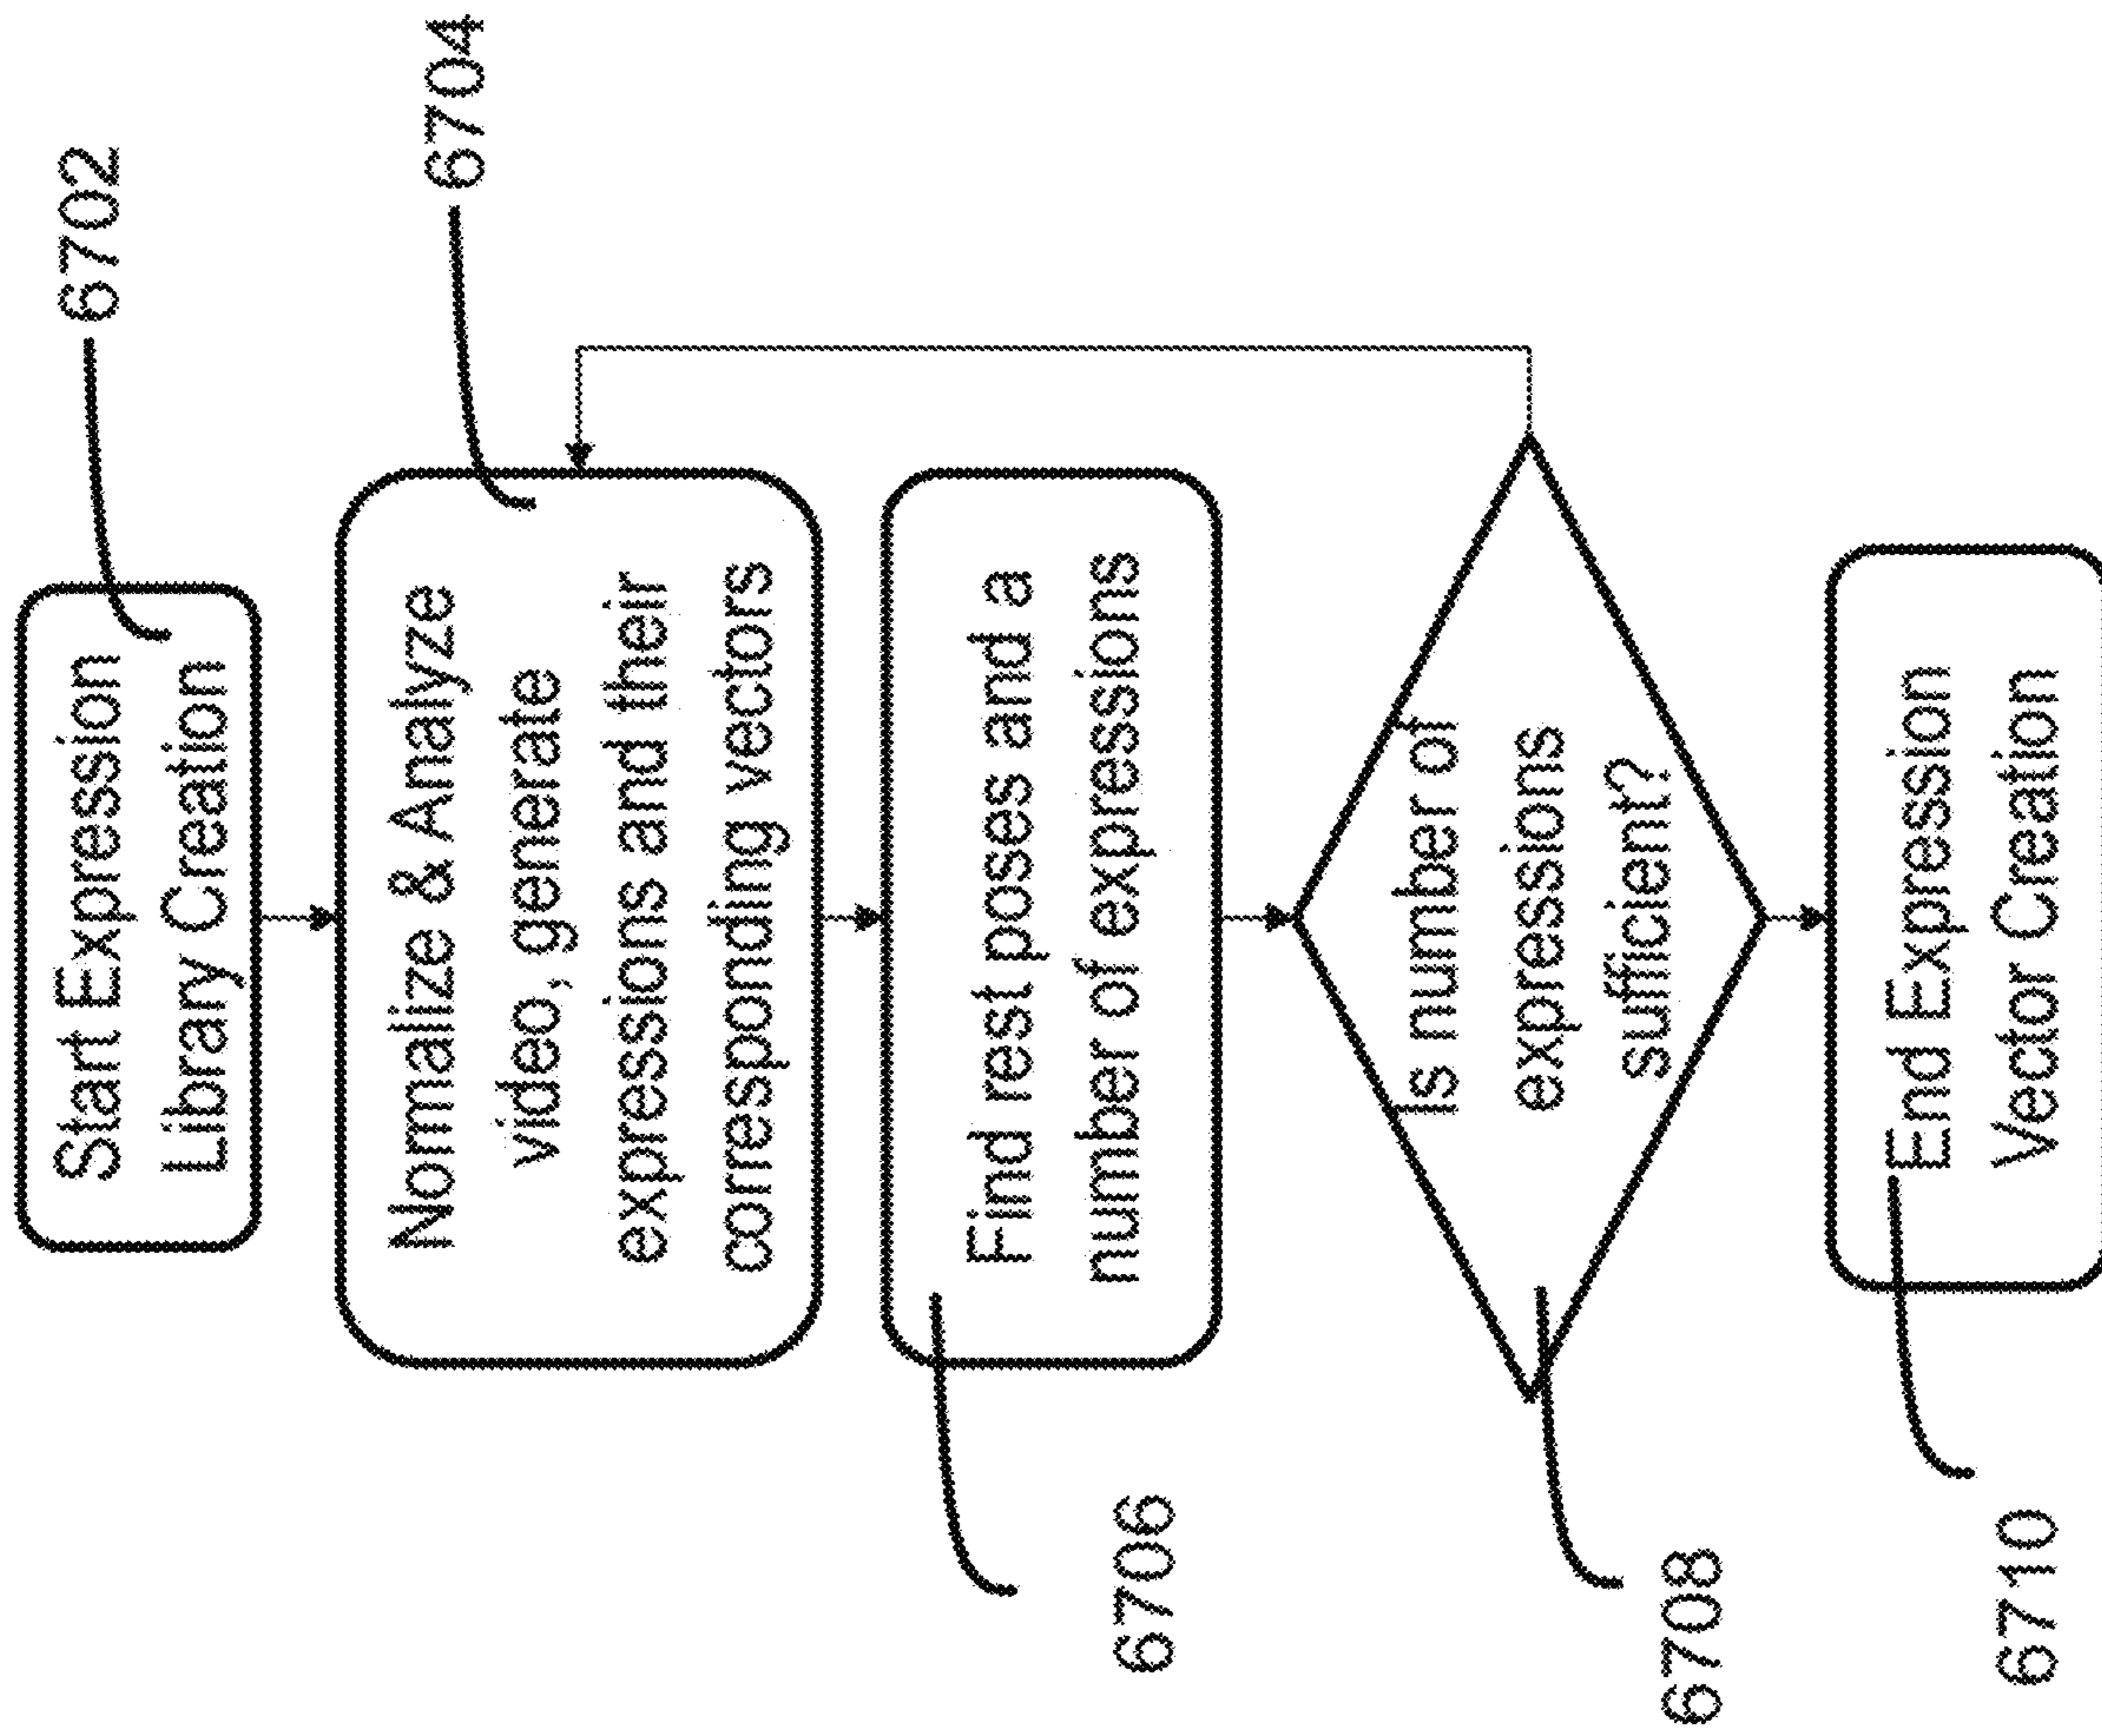 Start Expression
Library Creation
6702
Normalize & Analyze
video, generate
expressions and their
corresponding vectors
6704
Find rest poses and a
number of expressions
6706
Is number of
expressions
sufficient?
6708
End Expression
Vector Creation
6710